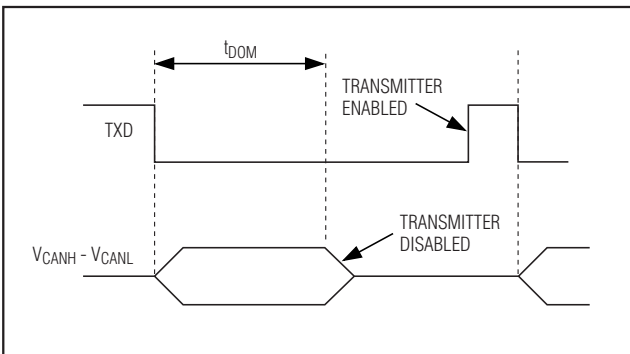 tDOM
TRANSMITTER
ENABLED
TXD
TRANSMITTER
DISABLED
VCANH - VCANL